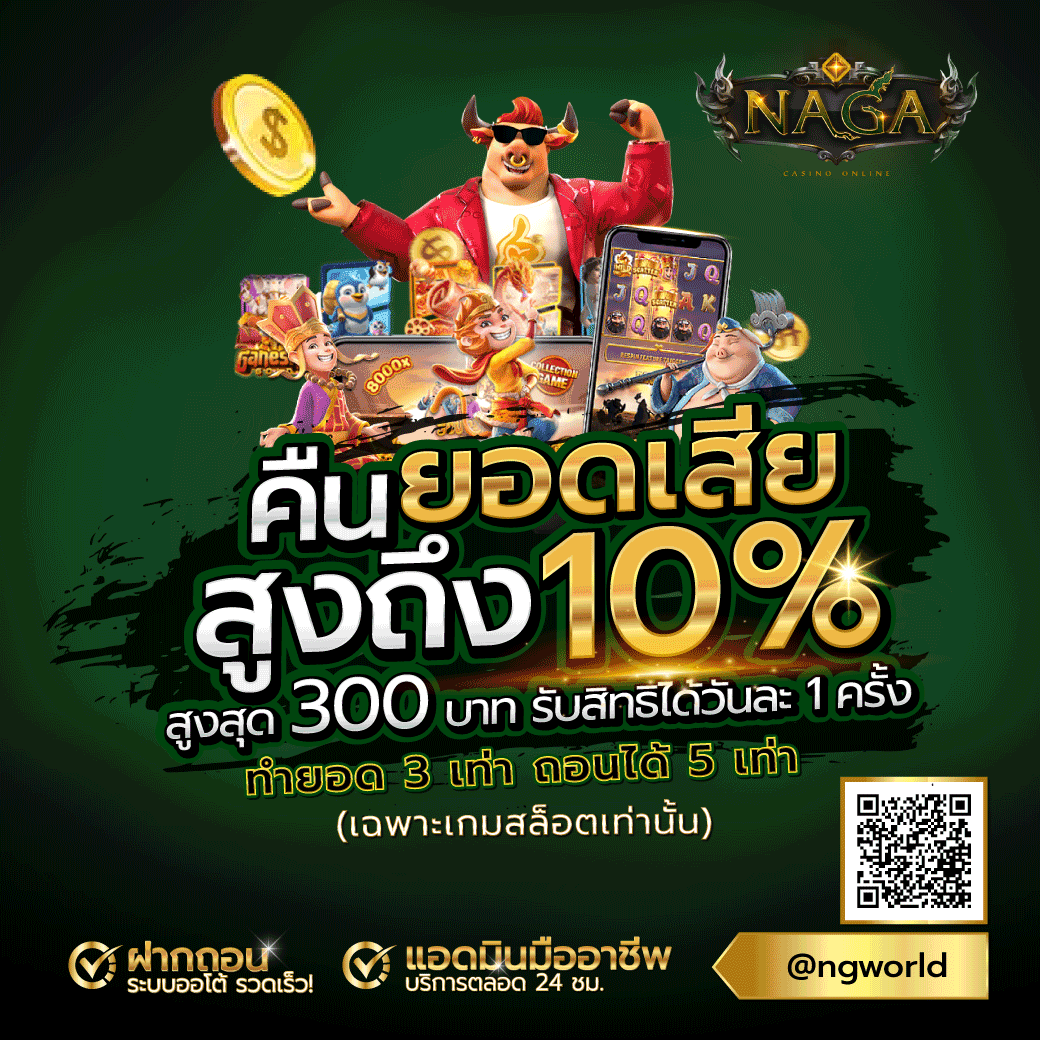 NAGA
CASINO ONLINE
8000x
COLLECTION
GAME
คืนยอดเสีย
สูงถึง 10%
สูงสุด 300 บาท รับสิทธิได้วันละ 1 ครั้ง
ทำยอด 3 เท่า ถอนได้ 5 เท่า
(เฉพาะเกมสล็อตเท่านั้น)
ฝากถอน
ระบบออโต้ รวดเร็ว!
แอดมินมืออาชีพ
บริการตลอด 24 ชม.
@ngworld